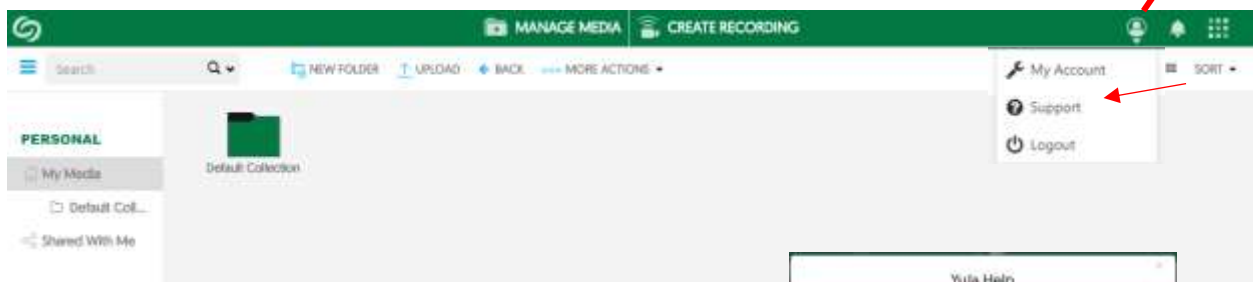 MANAGE MEDIA CREATE RECORDING
Search NEW FOLDER UPLOAD BACK MORE ACTIONS SORT
My Account
Support
Logout
PERSONAL
My Media
Default Collection
Default Coll...
Shared With Me
Yuja Help